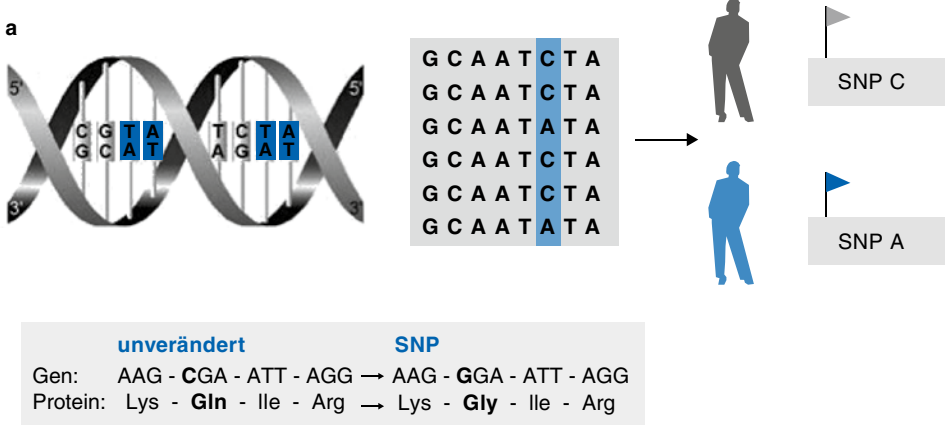 a
5' 5'
C G T A T C T A
G C A T A G A T
3' 3'
G C A A T C T A
G C A A T C T A
G C A A T A T A
G C A A T C T A
G C A A T C T A
G C A A T A T A
SNP C
SNP A
unverändert SNP
Gen: AAG - CGA - ATT - AGG → AAG - GGA - ATT - AGG
Protein: Lys - Gln - Ile - Arg → Lys - Gly - Ile - Arg